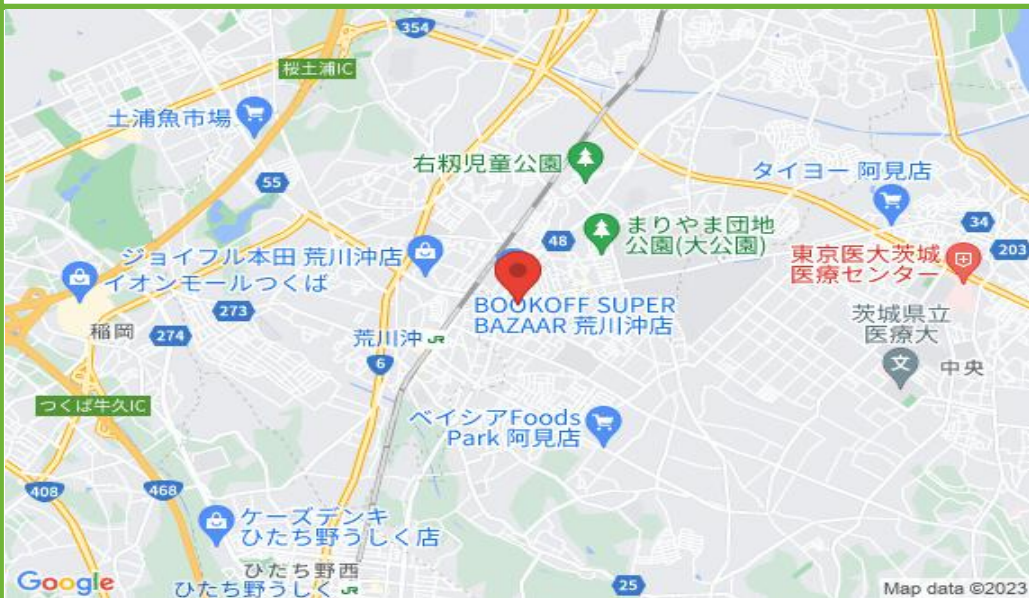 354
桜土浦IC
土浦魚市場
右籾児童公園
タイヨー 阿見店
55
34
203
48
まりやま団地
公園(大公園)
ジョイフル本田 荒川沖店
イオンモールつくば
東京医大茨城
医療センター
273
BOOKOFF SUPER
BAZAAR 荒川沖店
茨城県立
医療大
稲岡
274
荒川沖 JR
6
中央
つくば牛久IC
ベイシアFoods
Park 阿見店
408
468
ケーズデンキ
ひたち野うしく店
ひたち野西
ひたち野うしく JR
25
Google
Map data ©2023